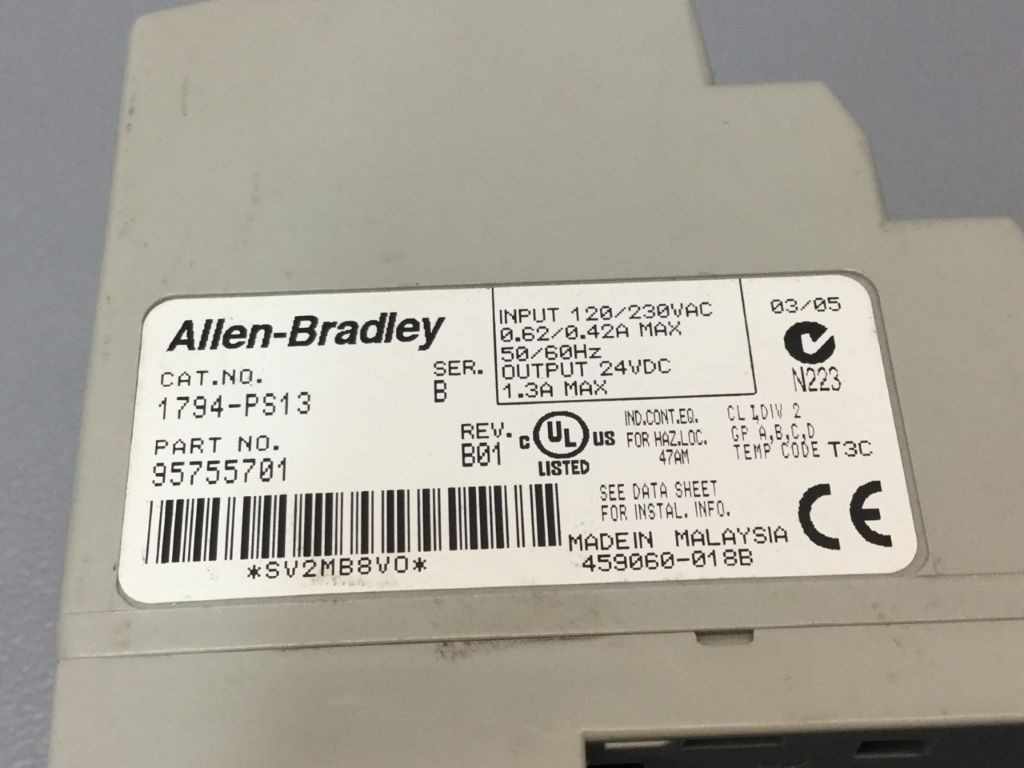 Allen-Bradley
CAT.NO.
SER.
1794-PS13
B
PART NO.
REV.
95755701
B01
INPUT 120/230VAC
0.62/0.42A MAX
50/60Hz
OUTPUT 24VDC
1.3A MAX
03/05
N223
C UL US
LISTED
IND.CONT.EQ.
FOR HAZ.LOC.
47AM
CL I,DIV 2
GP A,B,C,D
TEMP CODE T3C
SEE DATA SHEET
FOR INSTAL. INFO.
CE
*SV2MB8VO*
MADEIN MALAYSIA
459060-018B